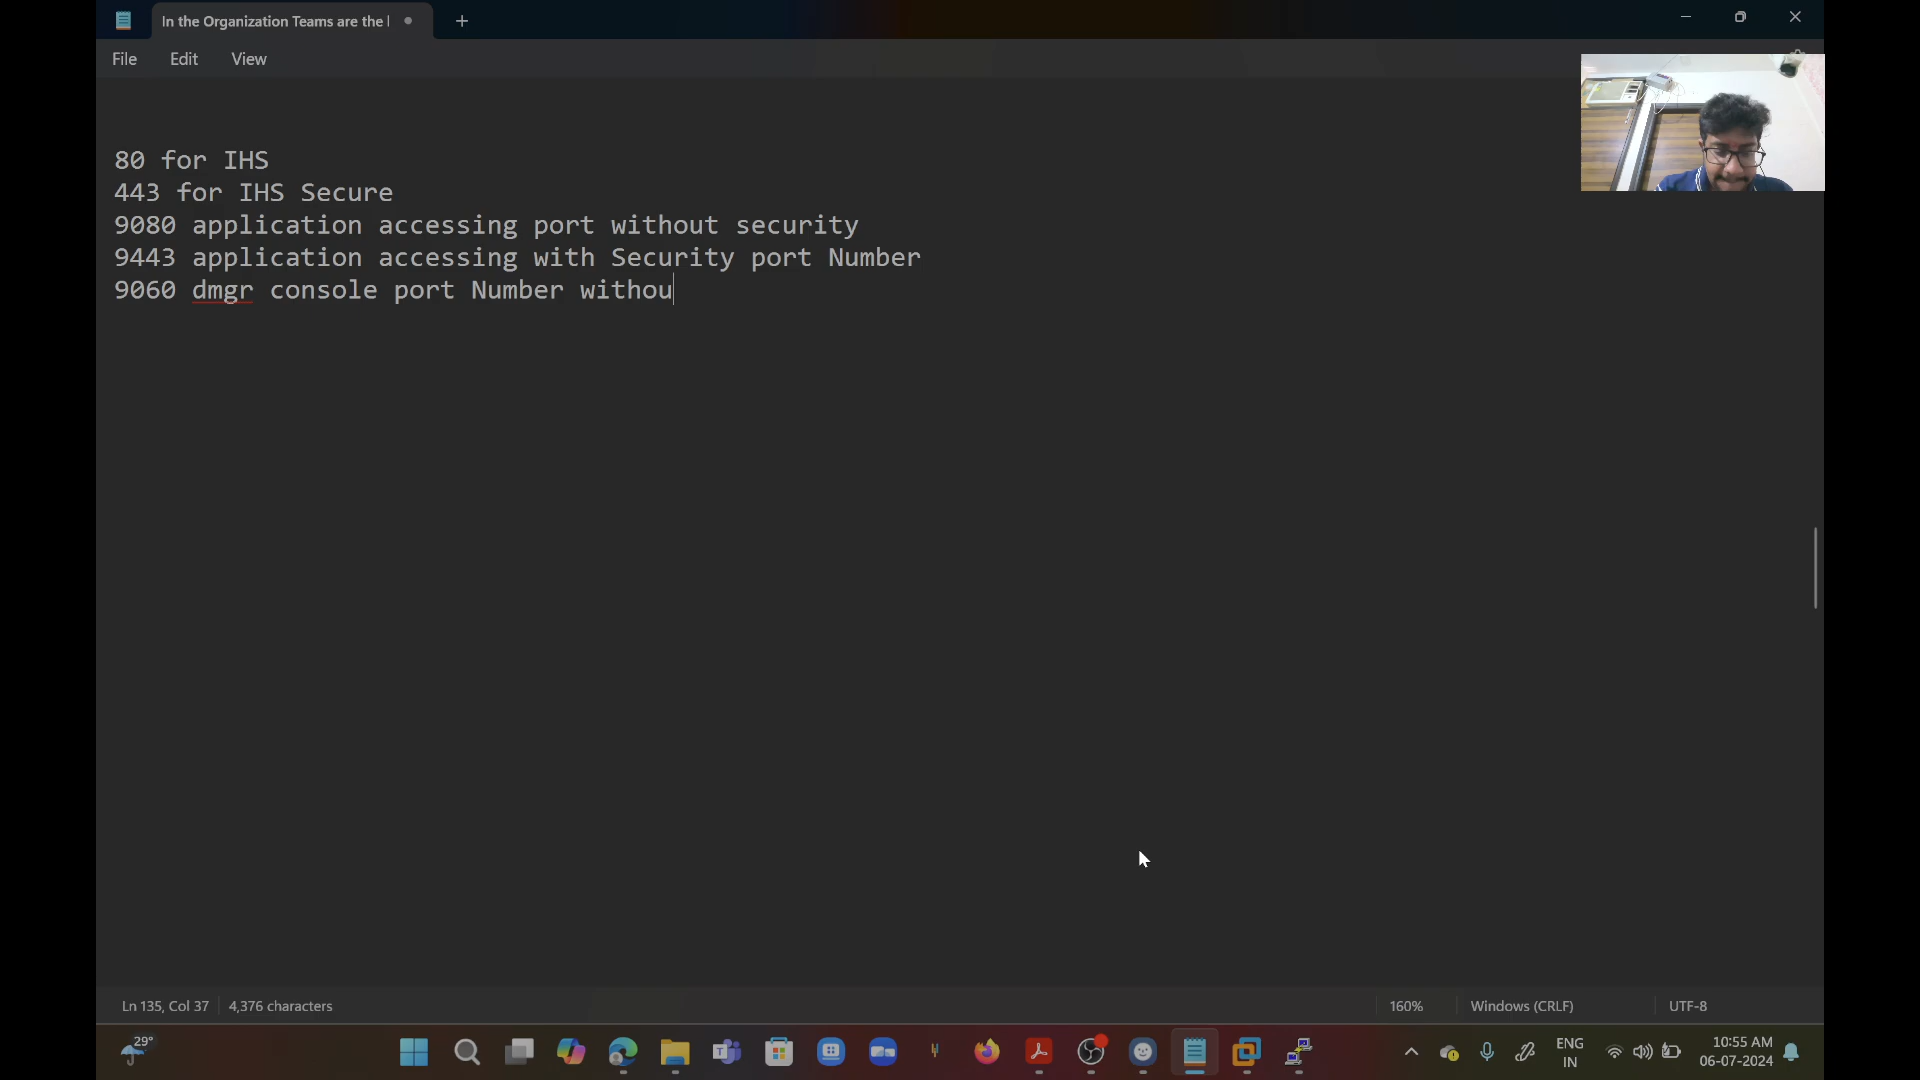 In the Organization Teams are the
File Edit View
80 for IHS
443 for IHS Secure
9080 application accessing port without security
9443 application accessing with Security port Number
9060 dmgr console port Number withou
Ln 135, Col 37 4,376 characters 160% Windows (CRLF) UTF-8
29°
ENG
IN
10:55 AM
06-07-2024